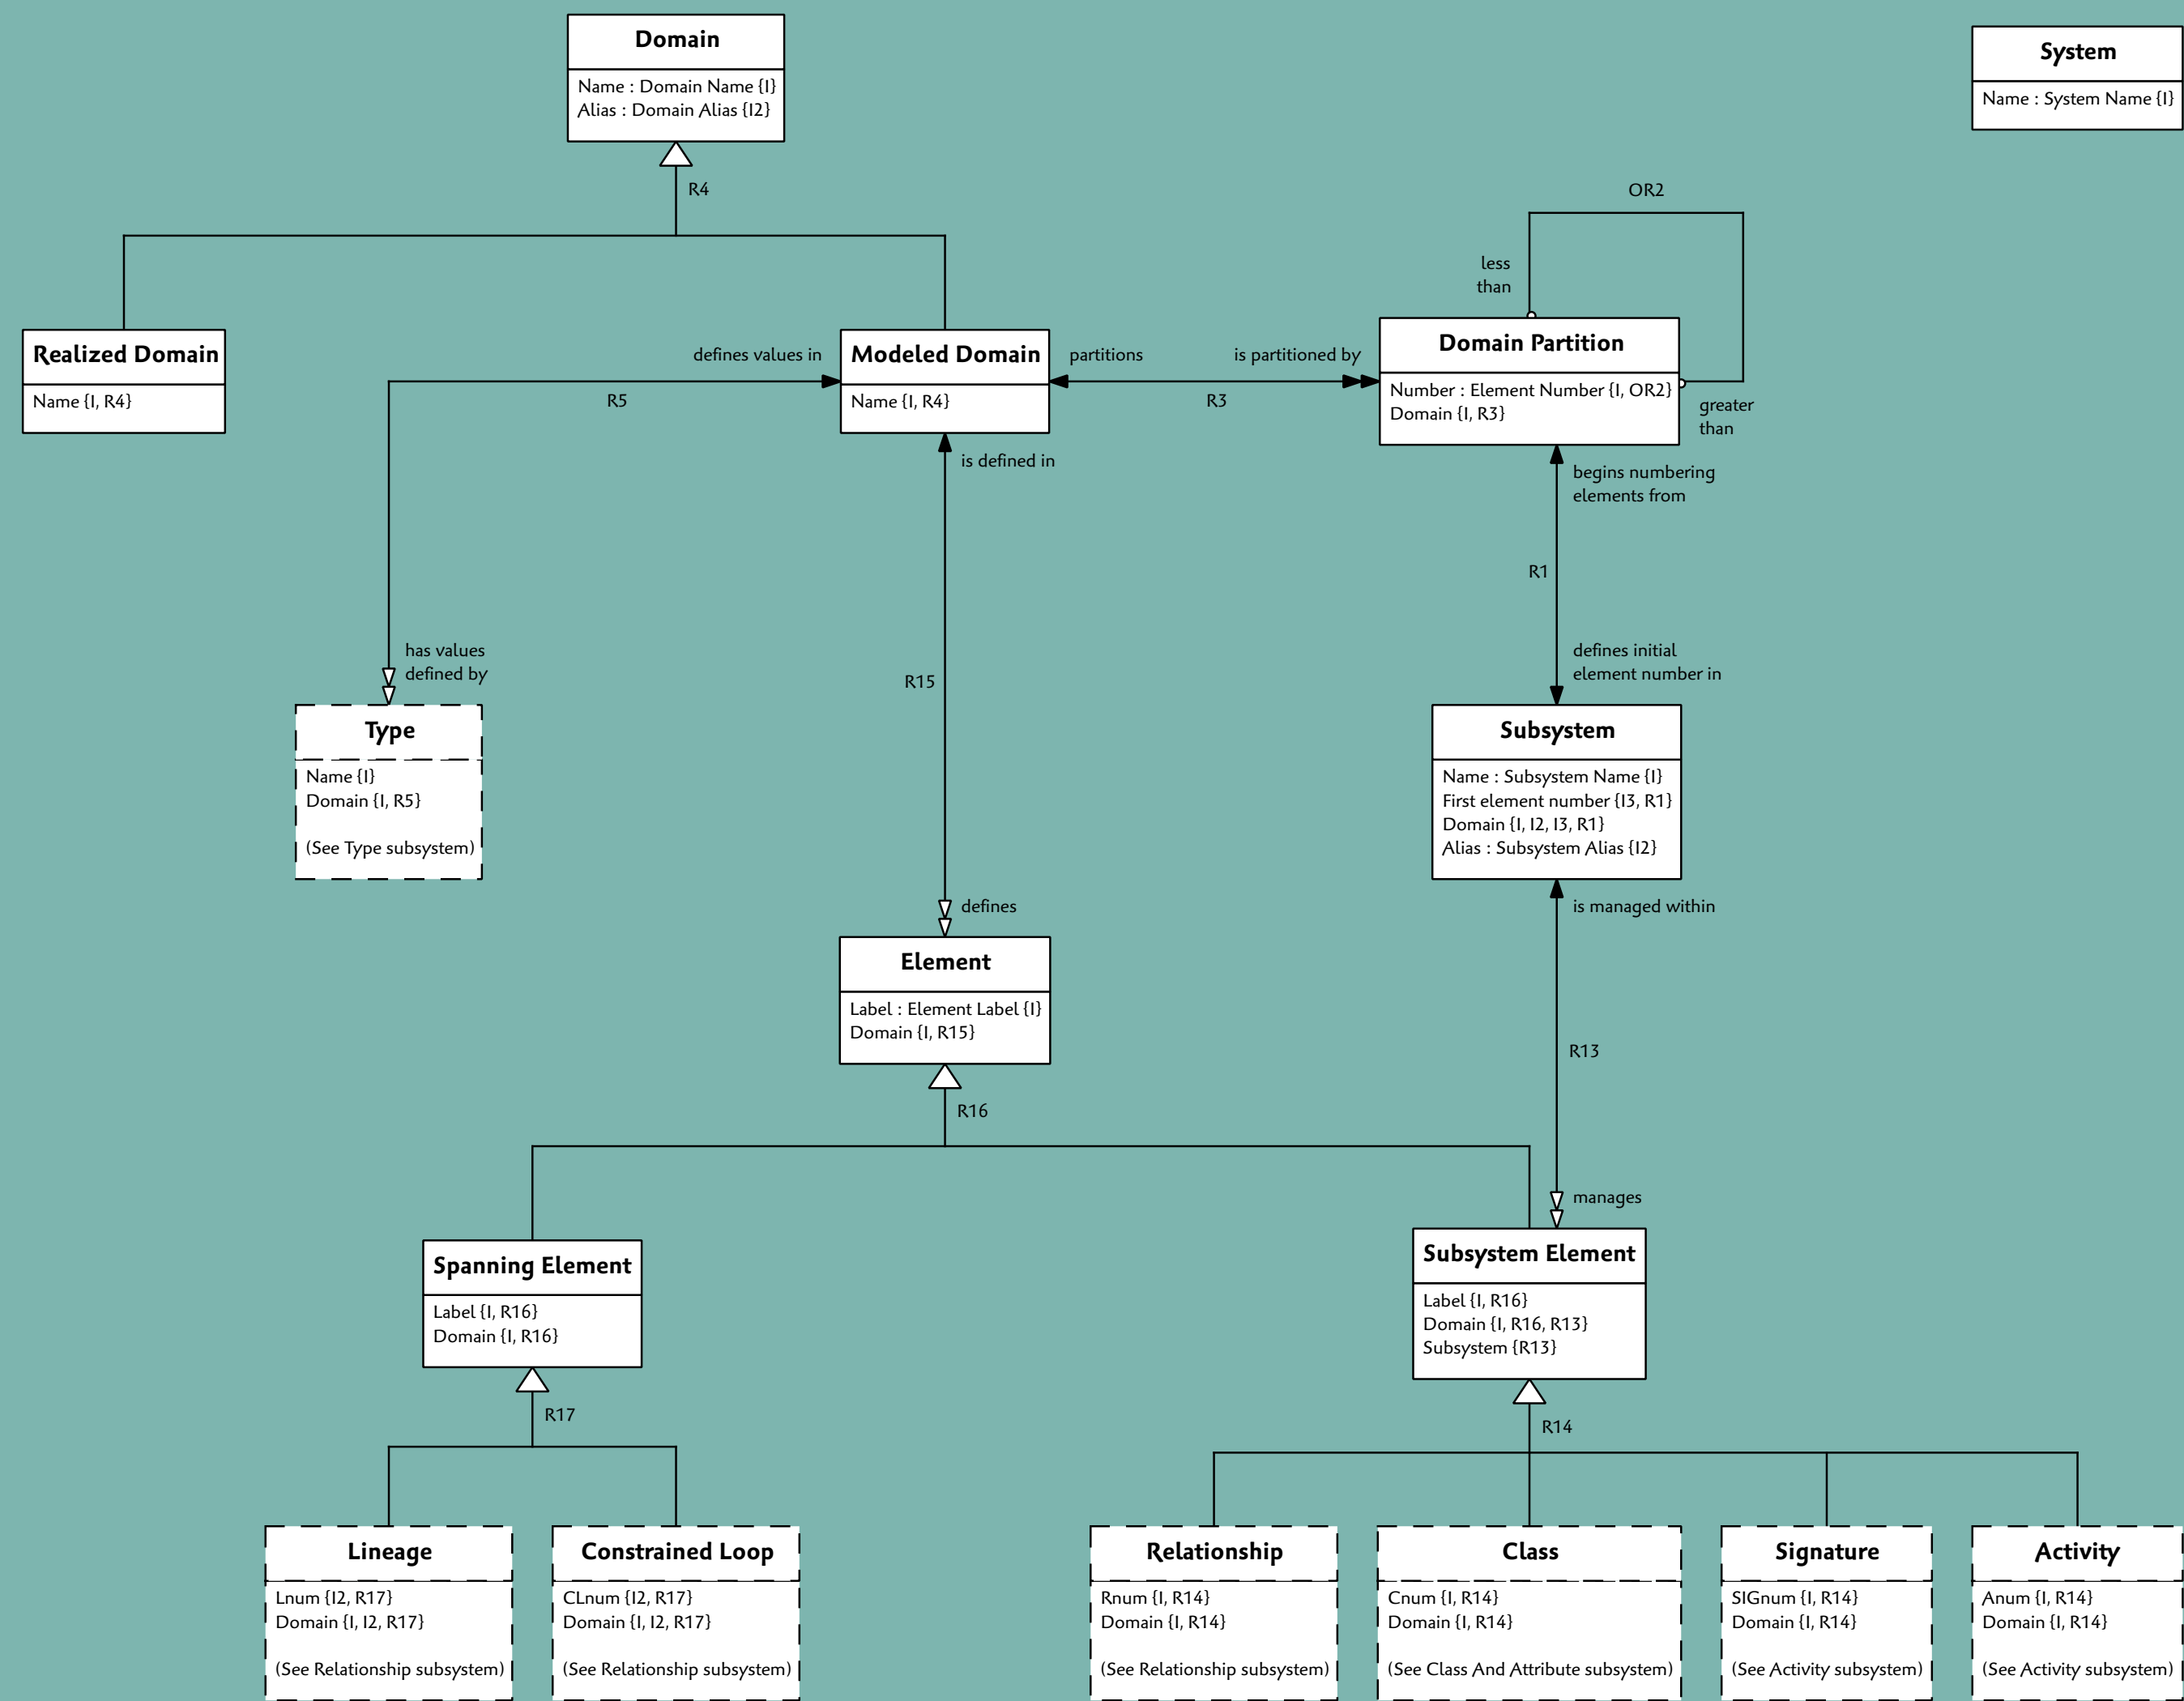 Domain
Name : Domain Name {I}
Alias : Domain Alias {I2}
System
Name : System Name {I}
R4
OR2
less
than
Realized Domain
Name {I, R4}
defines values in
R5
Modeled Domain
Name {I, R4}
partitions
is partitioned by
R3
Domain Partition
Number : Element Number {I, OR2}
Domain {I, R3}
greater
than
is defined in
begins numbering
elements from
R1
has values
defined by
R15
defines initial
element number in
Type
Name {I}
Domain {I, R5}
(See Type subsystem)
Subsystem
Name : Subsystem Name {I}
First element number {I3, R1}
Domain {I, I2, I3, R1}
Alias : Subsystem Alias {I2}
defines
is managed within
Element
Label : Element Label {I}
Domain {I, R15}
R13
R16
manages
Spanning Element
Label {I, R16}
Domain {I, R16}
Subsystem Element
Label {I, R16}
Domain {I, R16, R13}
Subsystem {R13}
R17
R14
Lineage
Lnum {I2, R17}
Domain {I, I2, R17}
(See Relationship subsystem)
Constrained Loop
CLnum {I2, R17}
Domain {I, I2, R17}
(See Relationship subsystem)
Relationship
Rnum {I, R14}
Domain {I, R14}
(See Relationship subsystem)
Class
Cnum {I, R14}
Domain {I, R14}
(See Class And Attribute subsystem)
Signature
SIGnum {I, R14}
Domain {I, R14}
(See Activity subsystem)
Activity
Anum {I, R14}
Domain {I, R14}
(See Activity subsystem)